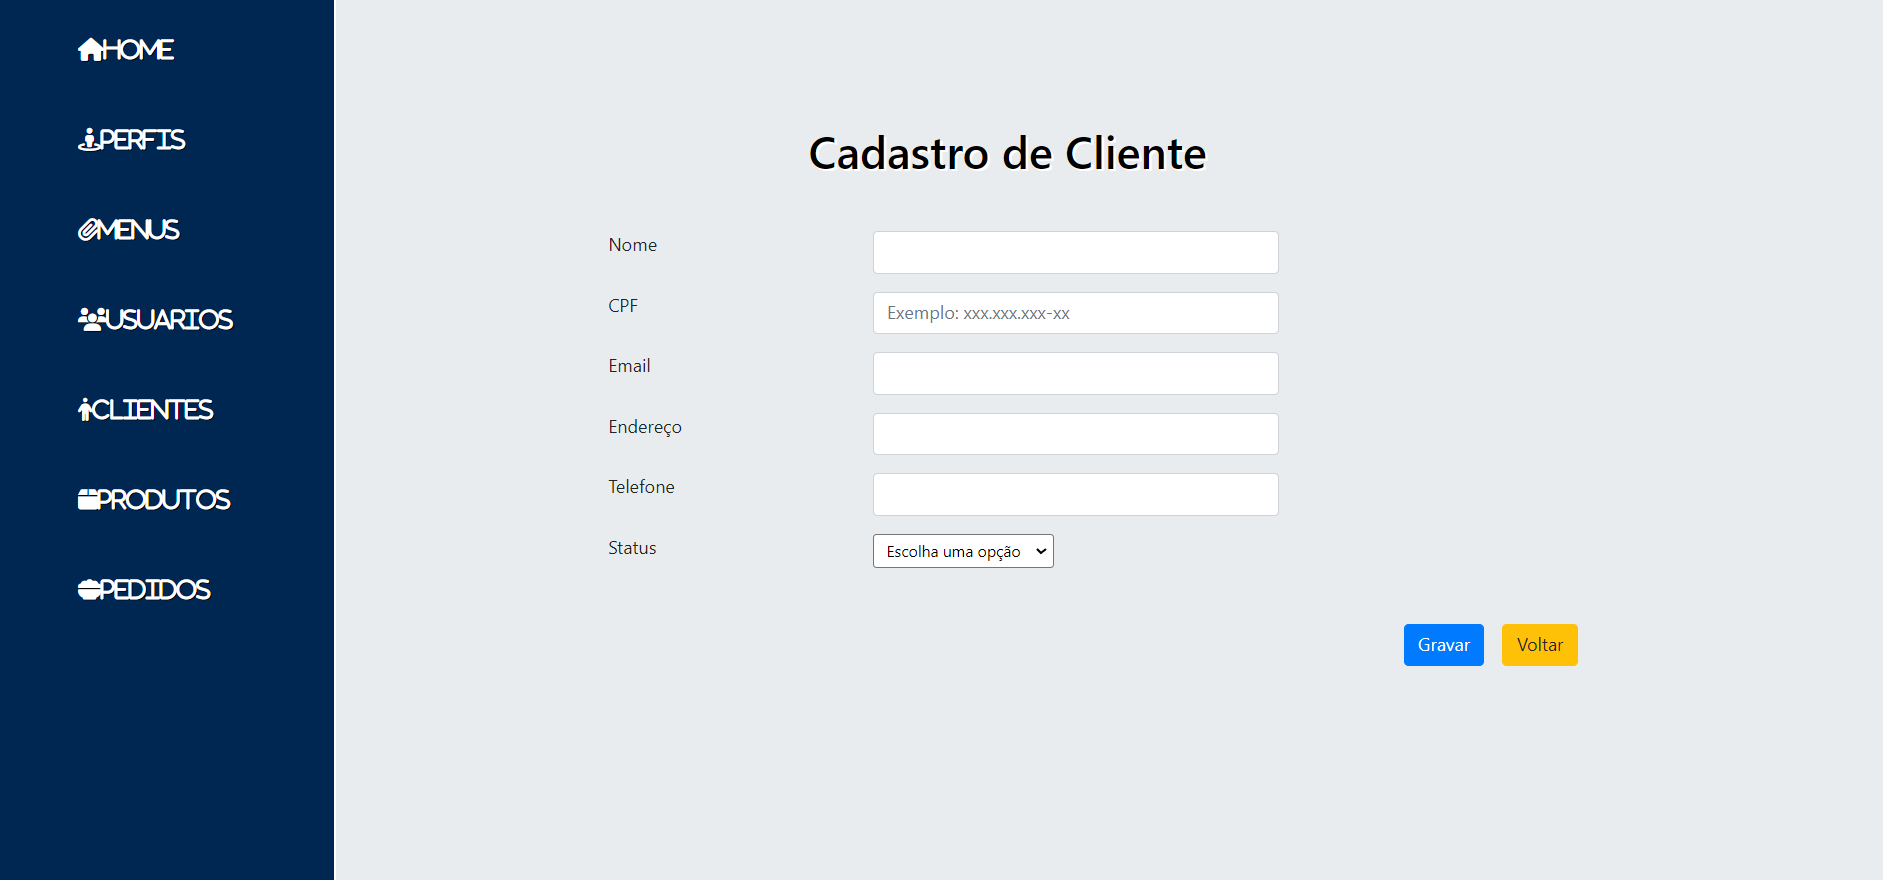 HOME
PERFIS
MENUS
USUARIOS
CLIENTES
PRODUTOS
PEDIDOS
Cadastro de Cliente
Nome
CPF
Exemplo: xxx.xxx.xxx-xx
Email
Endereço
Telefone
Status
Escolha uma opção
Gravar
Voltar